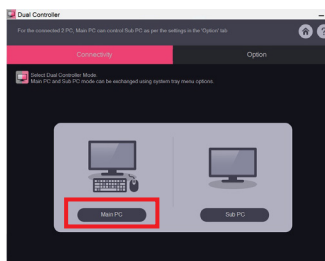 Dual Controller
For the connected 2 PC, Main PC can control Sub PC as per the settings in the 'Option' tab
Connectivity
Option
Select Dual Controller Mode.
Main PC and Sub PC mode can be exchanged using system tray menu options.
Main PC
Sub PC